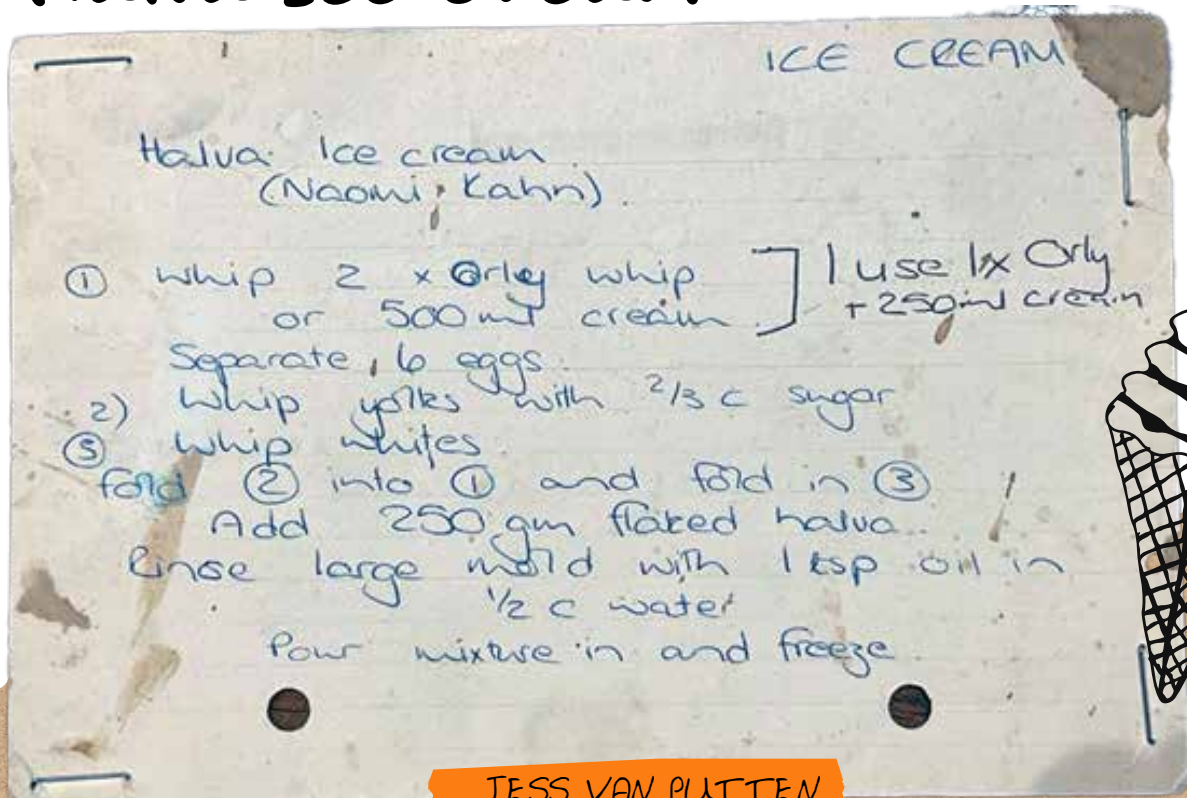 ICE CREAM
Halva Ice cream
(Naomi Kahn).
① Whip 2 x Orley whip
or 500 ml cream
] I use 1x Orly
+ 250ml cream
Separate 6 eggs.
2) Whip yolks with 2/3 c sugar
③ Whip whites.
fold ② into ① and fold in ③
Add 250 gm flaked halva.
Rinse large mold with 1 tsp oil in
1/2 c water
Pour mixture in and freeze.
JESS VAN PUTTEN